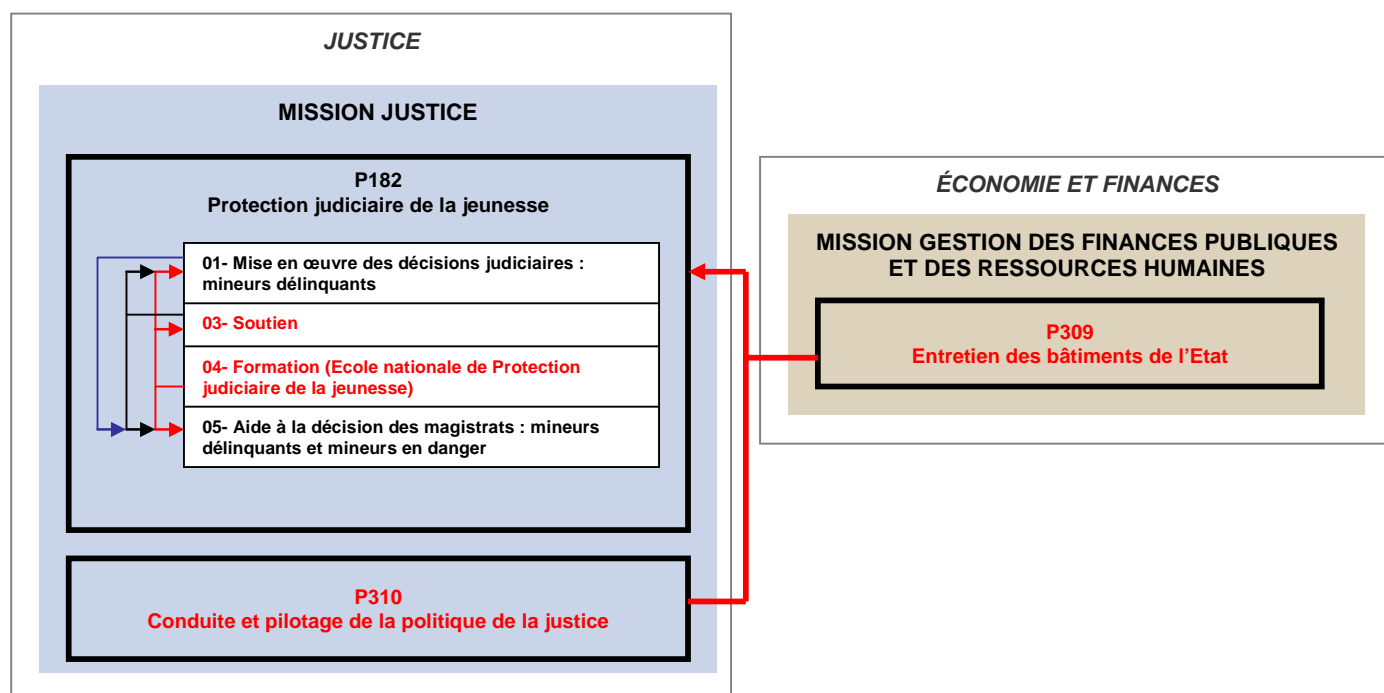 JUSTICE
MISSION JUSTICE
P182
Protection judiciaire de la jeunesse
01- Mise en œuvre des décisions judiciaires :
mineurs délinquants
03- Soutien
04- Formation (Ecole nationale de Protection
judiciaire de la jeunesse)
05- Aide à la décision des magistrats : mineurs
délinquants et mineurs en danger
P310
Conduite et pilotage de la politique de la justice
ÉCONOMIE ET FINANCES
MISSION GESTION DES FINANCES PUBLIQUES
ET DES RESSOURCES HUMAINES
P309
Entretien des bâtiments de l’Etat